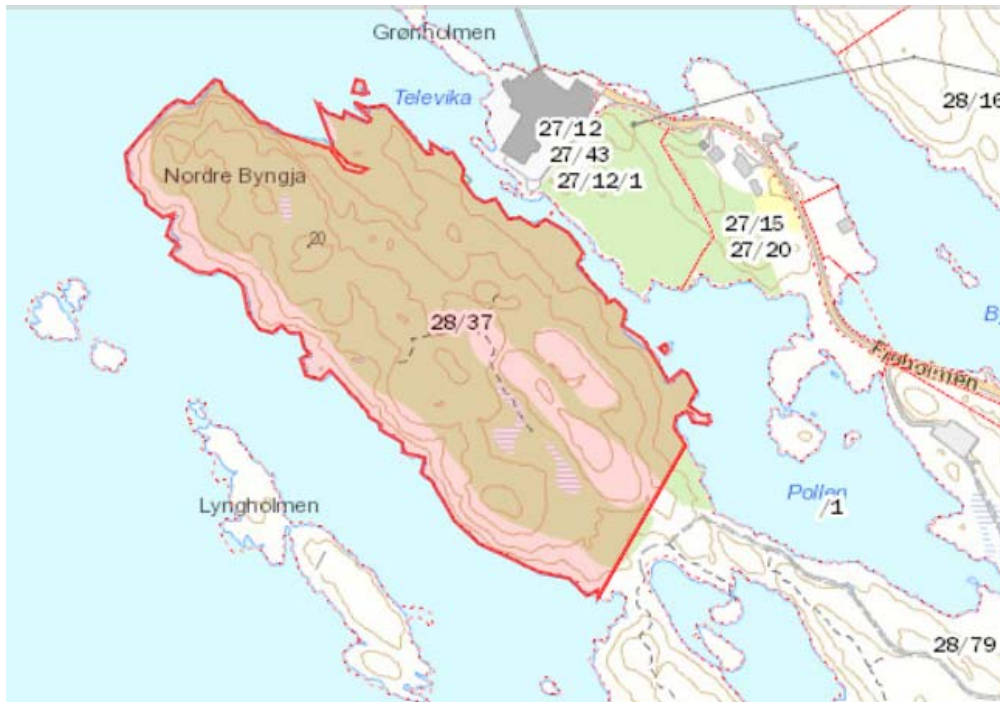 Grønholmen
Televika
28/16
27/12
27/43
27/12/1
Nordre Byngja
27/15
27/20
20
28/37
B
Frøholmen
Lyngholmen
Pollen
/1
28/79